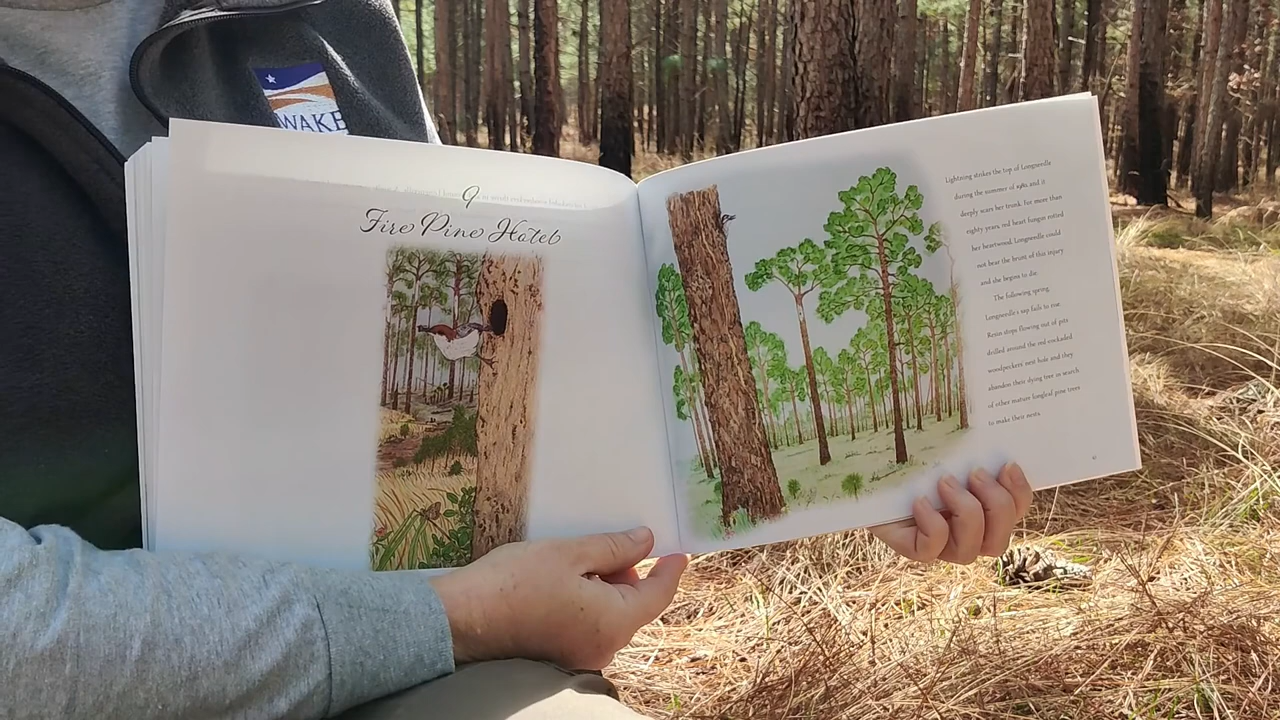 WAKE
9
Fire Pine Hotel
Lightning strikes the top of Longneedle
during the summer of 1982 and it
deeply scars her trunk. For more than
eighty years, red heart fungus rotted
her heartwood. Longneedle could
not bear the brunt of this injury
and she begins to die.
The following spring,
Longneedle's sap fails to rise.
Resin stops flowing out of pits
drilled around the red cockaded
woodpeckers' nest hole and they
abandon their dying tree in search
of other mature longleaf pine trees
to make their nests.